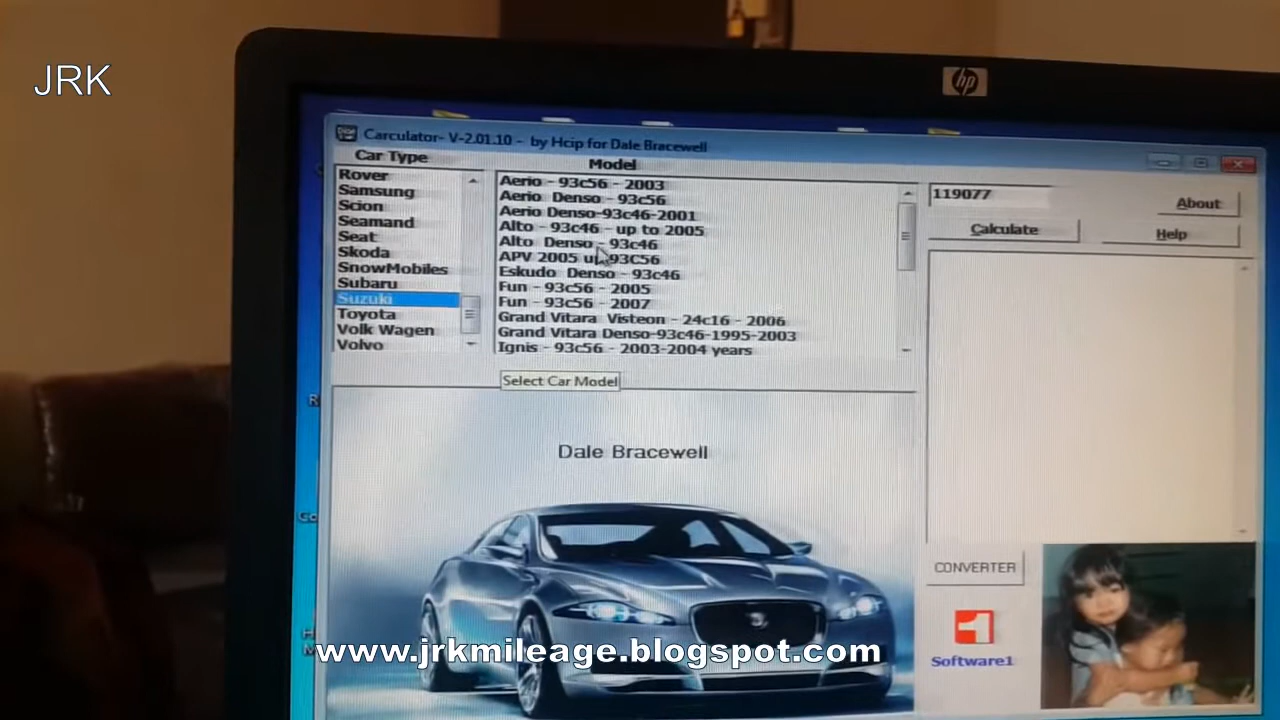 JRK
hp
Carculator- V-2.01.10 - by Hcip for Dale Bracewell
Car Type
Model
Rover
Samsung
Scion
Seamand
Seat
Skoda
SnowMobiles
Subaru
Suzuki
Toyota
Volk Wagen
Volvo
Aerio - 93c56 - 2003
Aerio Denso - 93c56
Aerio Denso-93c46-2001
Alto - 93c46 - up to 2005
Alto Denso - 93c46
APV 2005 up 93C56
Eskudo Denso - 93c46
Fun - 93c56 - 2005
Fun - 93c56 - 2007
Grand Vitara Visteon - 24c16 - 2006
Grand Vitara Denso-93c46-1995-2003
Ignis - 93c56 - 2003-2004 years
119077
About
Calculate
Help
Select Car Model
Dale Bracewell
CONVERTER
Software1
www.jrkmileage.blogspot.com